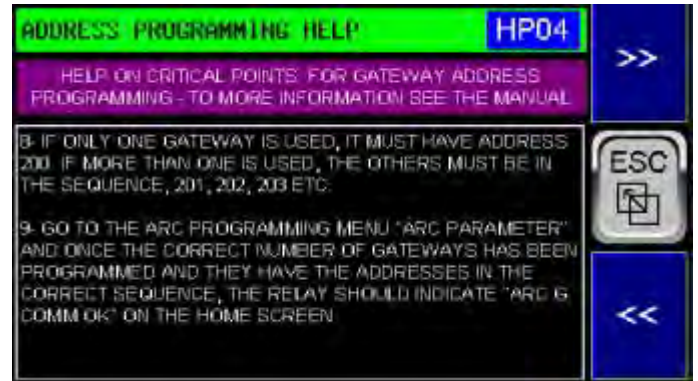 ADDRESS PROGRAMMING HELP
HP04
>>
HELP ON CRITICAL POINTS FOR GATEWAY ADDRESS
PROGRAMMING - TO MORE INFORMATION SEE THE MANUAL
8- IF ONLY ONE GATEWAY IS USED, IT MUST HAVE ADDRESS
200. IF MORE THAN ONE IS USED, THE OTHERS MUST BE IN
THE SEQUENCE, 201, 202, 203 ETC.
ESC
9- GO TO THE ARC PROGRAMMING MENU "ARC PARAMETER"
AND ONCE THE CORRECT NUMBER OF GATEWAYS HAS BEEN
PROGRAMMED AND THEY HAVE THE ADDRESSES IN THE
CORRECT SEQUENCE, THE RELAY SHOULD INDICATE "ARC G
COMM OK" ON THE HOME SCREEN
<<